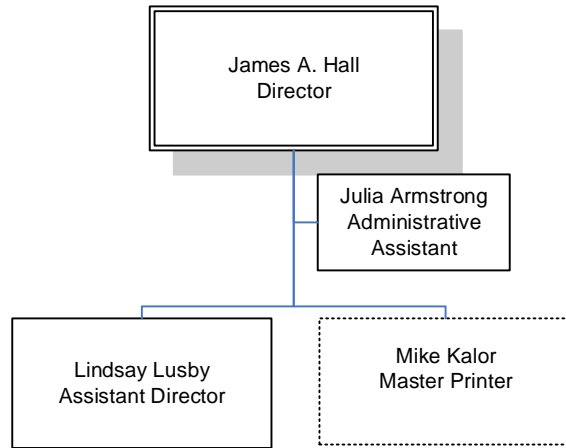 James A. Hall
Director
Julia Armstrong
Administrative
Assistant
Lindsay Lusby
Assistant Director
Mike Kalor
Master Printer